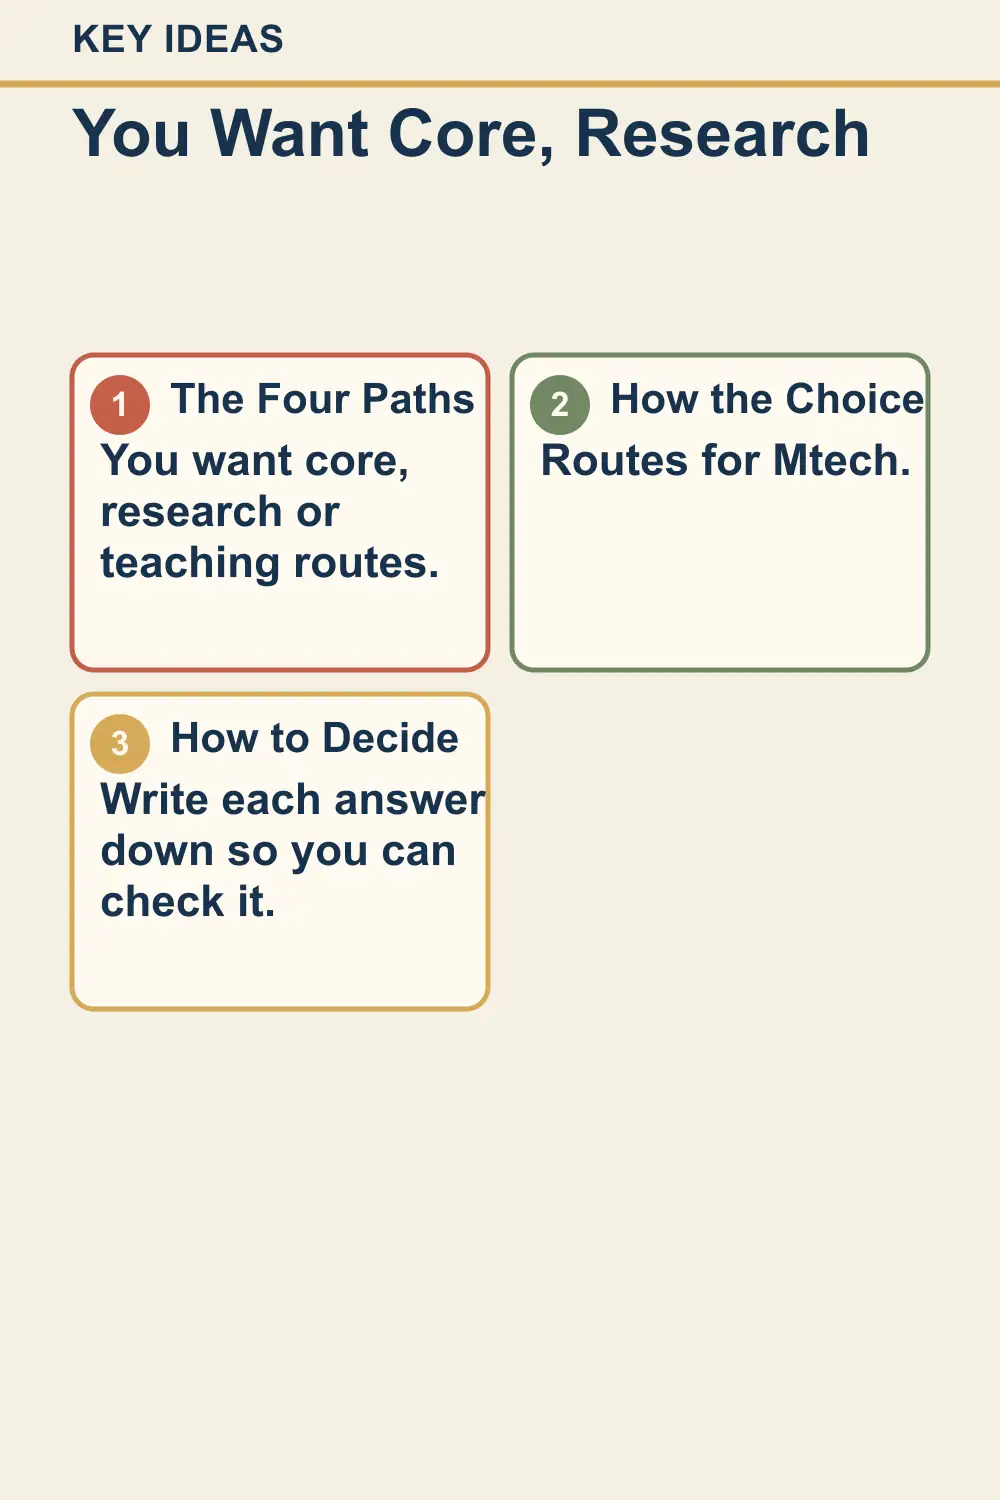 KEY IDEAS
You Want Core, Research
1 The Four Paths
You want core,
research or
teaching routes.
2 How the Choice
Routes for Mtech.
3 How to Decide
Write each answer
down so you can
check it.